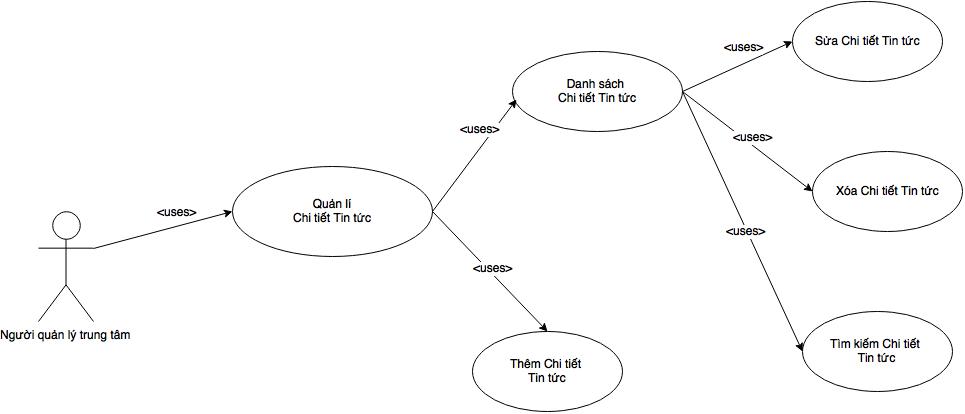 Sửa Chi tiết Tin tức
<uses>
Danh sách
Chi tiết Tin tức
<uses>
<uses>
Quản lí
Chi tiết Tin tức
Xóa Chi tiết Tin tức
<uses>
<uses>
<uses>
Người quản lý trung tâm
Thêm Chi tiết
Tin tức
Tìm kiếm Chi tiết
Tin tức